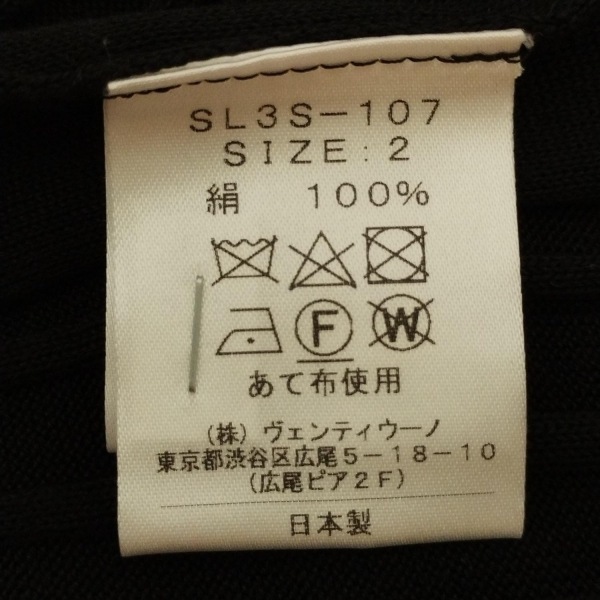 SL3S-107
SIZE:2
絹 100%
F W
あて布使用
(株)ヴェンティウーノ
東京都渋谷区広尾5-18-10
(広尾ピア2F)
日本製